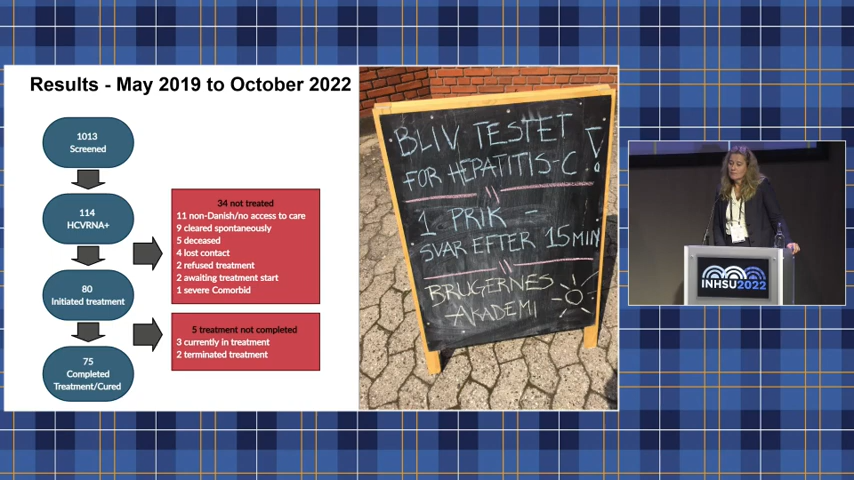 Results - May 2019 to October 2022
1013
Screened
114
HCVRNA+
80
Initiated treatment
75
Completed
Treatment/Cured
34 not treated
11 non-Danish/no access to care
9 cleared spontaneously
5 deceased
4 lost contact
2 refused treatment
2 awaiting treatment start
1 severe Comorbid
5 treatment not completed
3 currently in treatment
2 terminated treatment
BLIV TESTET
FOR HEPATITIS-C !
1 PRIK -
SVAR EFTER 15 MIN
BRUGERNES
AKADEMI
INHSU2022